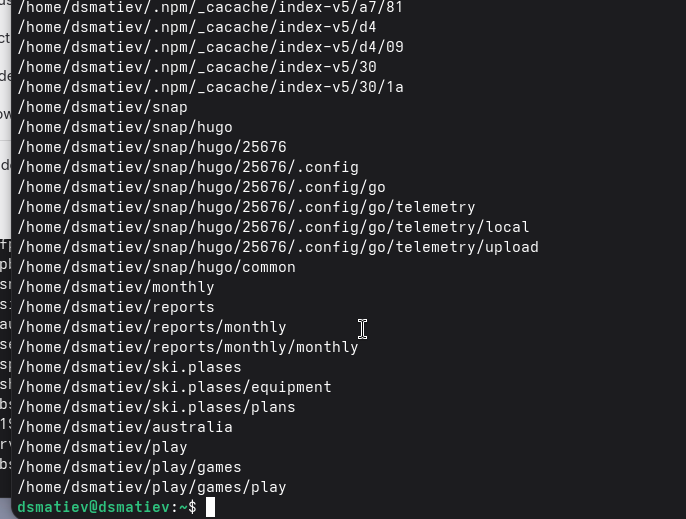 /home/dsmatiev/.npm/_cacache/index-v5/a7/81
/home/dsmatiev/.npm/_cacache/index-v5/d4
/home/dsmatiev/.npm/_cacache/index-v5/d4/09
/home/dsmatiev/.npm/_cacache/index-v5/30
/home/dsmatiev/.npm/_cacache/index-v5/30/1a
/home/dsmatiev/snap
/home/dsmatiev/snap/hugo
/home/dsmatiev/snap/hugo/25676
/home/dsmatiev/snap/hugo/25676/.config
/home/dsmatiev/snap/hugo/25676/.config/go
/home/dsmatiev/snap/hugo/25676/.config/go/telemetry
/home/dsmatiev/snap/hugo/25676/.config/go/telemetry/local
/home/dsmatiev/snap/hugo/25676/.config/go/telemetry/upload
/home/dsmatiev/snap/hugo/common
/home/dsmatiev/monthly
/home/dsmatiev/reports
/home/dsmatiev/reports/monthly
/home/dsmatiev/reports/monthly/monthly
/home/dsmatiev/ski.plases
/home/dsmatiev/ski.plases/equipment
/home/dsmatiev/ski.plases/plans
/home/dsmatiev/australia
/home/dsmatiev/play
/home/dsmatiev/play/games
/home/dsmatiev/play/games/play
dsmatiev@dsmatiev:~$